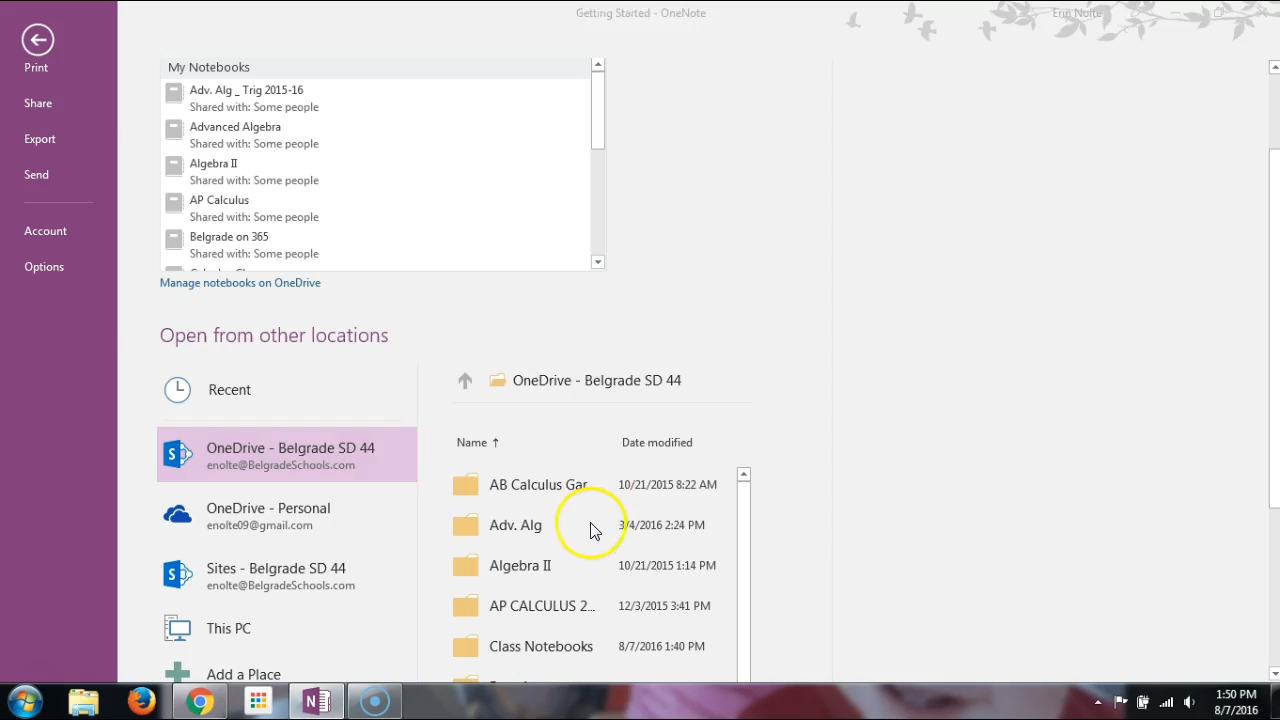 Getting Started - OneNote
Erin Nolte
Print
Share
Export
Send
Account
Options
My Notebooks
Adv. Alg _ Trig 2015-16
Shared with: Some people
Advanced Algebra
Shared with: Some people
Algebra II
Shared with: Some people
AP Calculus
Shared with: Some people
Belgrade on 365
Shared with: Some people
Manage notebooks on OneDrive
Open from other locations
Recent
OneDrive - Belgrade SD 44
enolte@BelgradeSchools.com
OneDrive - Personal
enolte09@gmail.com
Sites - Belgrade SD 44
enolte@BelgradeSchools.com
This PC
Add a Place
OneDrive - Belgrade SD 44
Name Date modified
AB Calculus Gar 10/21/2015 8:22 AM
Adv. Alg 3/4/2016 2:24 PM
Algebra II 10/21/2015 1:14 PM
AP CALCULUS 2... 12/3/2015 3:41 PM
Class Notebooks 8/7/2016 1:40 PM
1:50 PM
8/7/2016